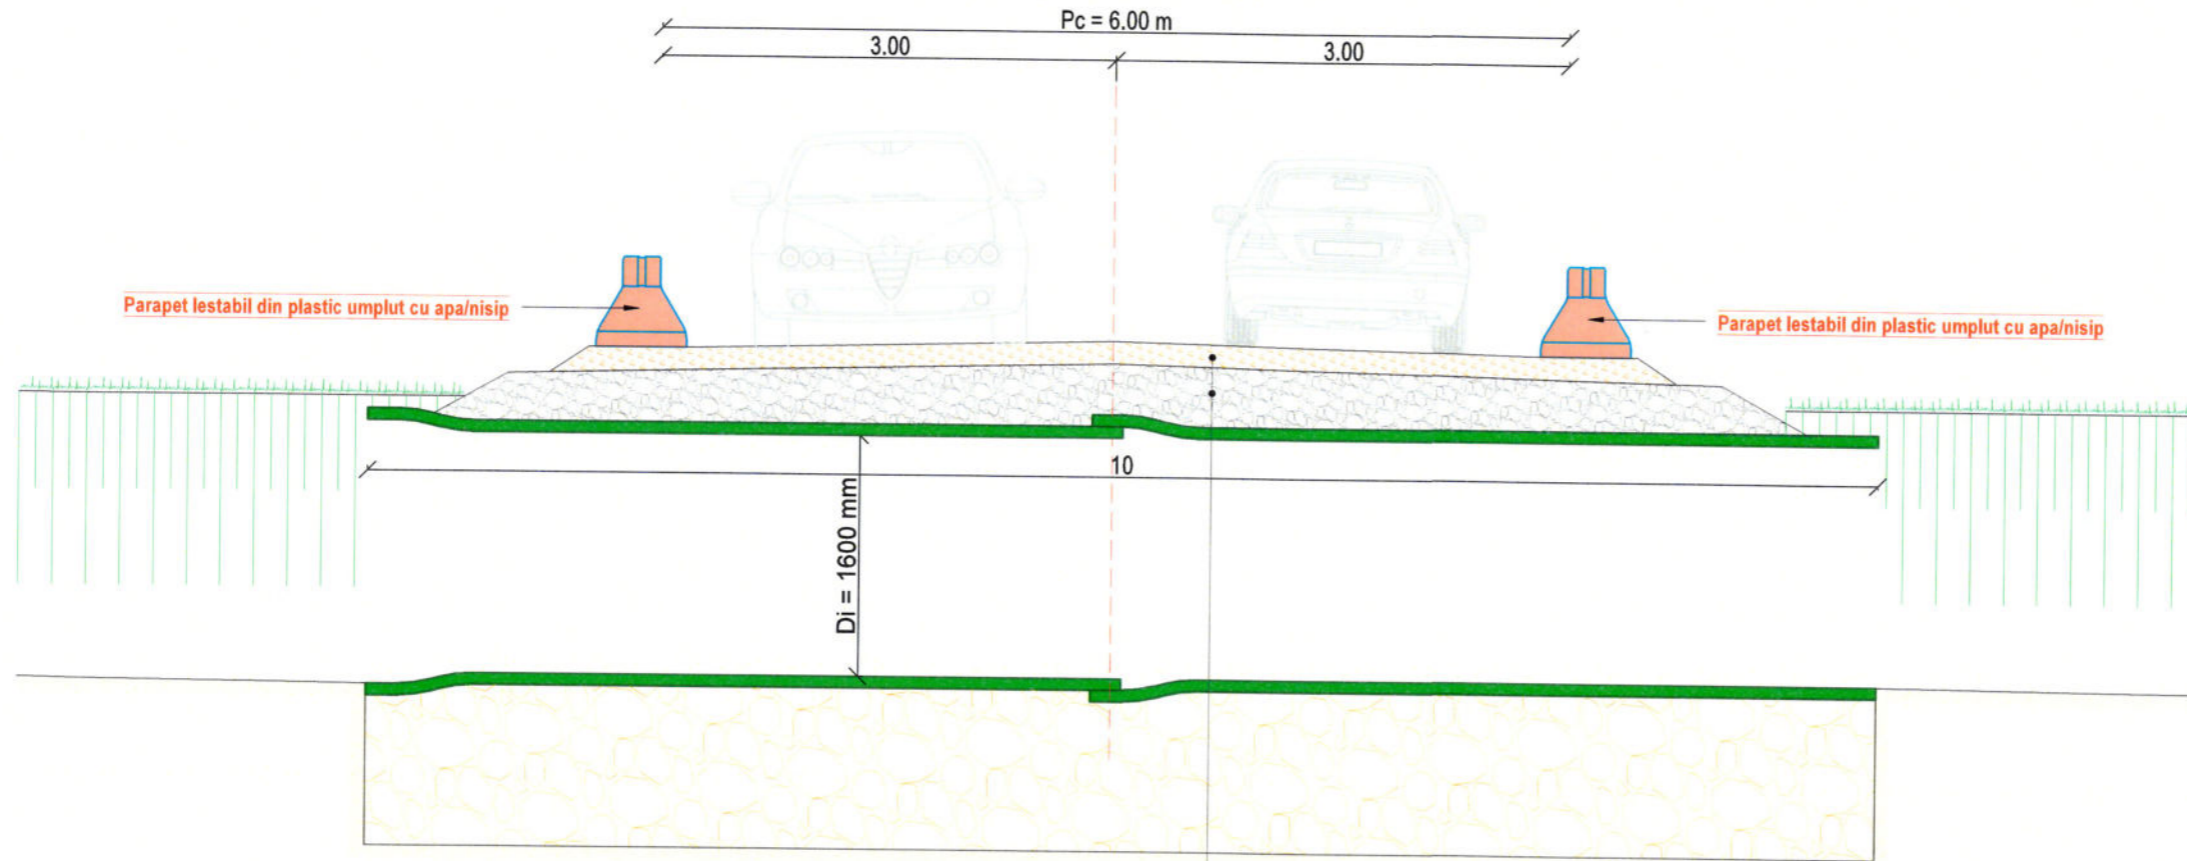 Pc = 6.00 m
3.00
3.00
Parapet lestabil din plastic umplut cu apa/nisip
Parapet lestabil din plastic umplut cu apa/nisip
10
Di = 1600 mm